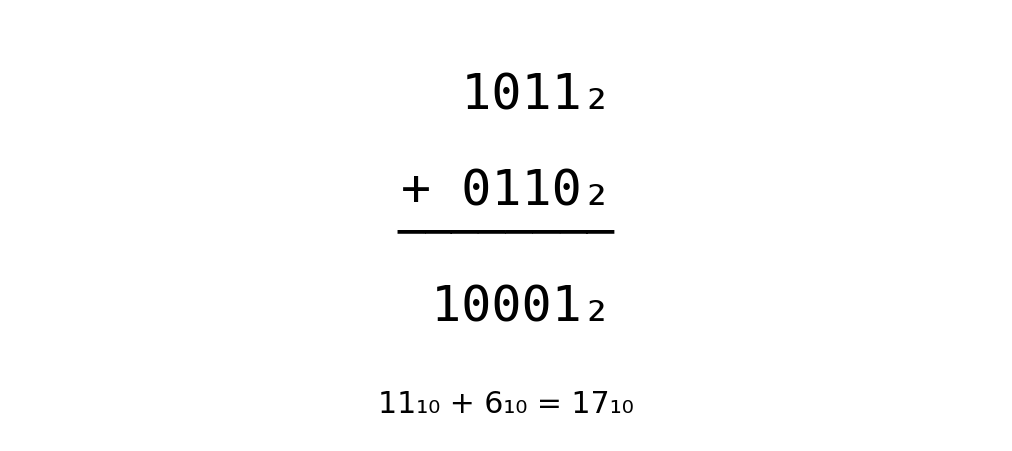 1011₂
+ 0110₂
10001₂
11₁₀ + 6₁₀ = 17₁₀